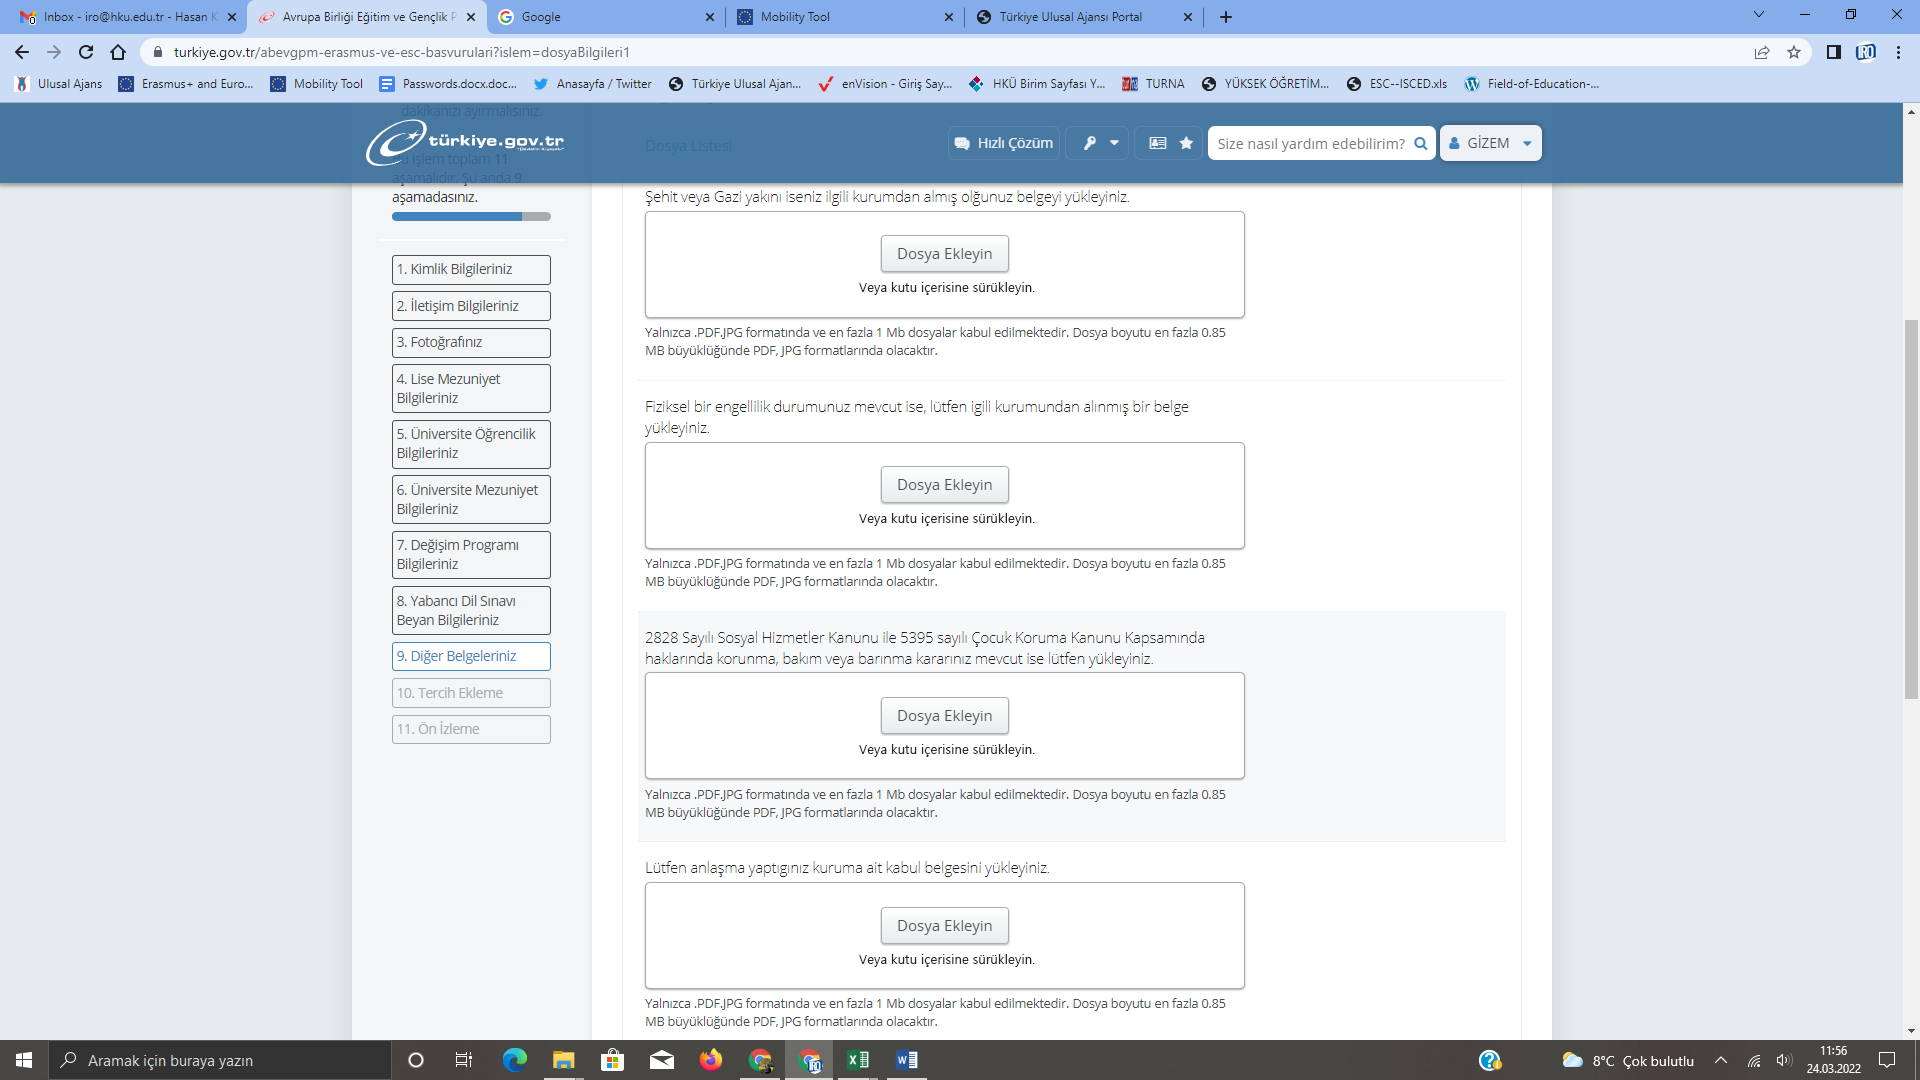 Inbox - iro@hku.edu.tr - Hasan K
Avrupa Birliği Eğitim ve Gençlik P
Google
Mobility Tool
Türkiye Ulusal Ajansı Portal
turkiye.gov.tr/abevgpm-erasmus-ve-esc-basvurulari?islem=dosyaBilgileri1
Ulusal Ajans
Erasmus+ and Euro...
Mobility Tool
Passwords.docx.doc...
Anasayfa / Twitter
Türkiye Ulusal Ajan...
enVision - Giriş Say...
HKÜ Birim Sayfası Y...
TURNA
YÜKSEK ÖĞRETİM...
ESC--ISCED.xls
Field-of-Education-...
dakikanızı ayırmalısınız.
türkiye.gov.tr
Bu işlem toplam 11
aşamalıdır. Şu anda 9.
aşamadasınız.
Dosya Listesi
Hızlı Çözüm
Size nasıl yardım edebilirim?
GİZEM
1. Kimlik Bilgileriniz
2. İletişim Bilgileriniz
3. Fotoğrafınız
4. Lise Mezuniyet
Bilgileriniz
5. Üniversite Öğrencilik
Bilgileriniz
6. Üniversite Mezuniyet
Bilgileriniz
7. Değişim Programı
Bilgileriniz
8. Yabancı Dil Sınavı
Beyan Bilgileriniz
9. Diğer Belgeleriniz
10. Tercih Ekleme
11. Ön İzleme
Şehit veya Gazi yakını iseniz ilgili kurumdan almış olğunuz belgeyi yükleyiniz.
Dosya Ekleyin
Veya kutu içerisine sürükleyin.
Yalnızca .PDF,JPG formatında ve en fazla 1 Mb dosyalar kabul edilmektedir. Dosya boyutu en fazla 0.85
MB büyüklüğünde PDF, JPG formatlarında olacaktır.
Fiziksel bir engellilik durumunuz mevcut ise, lütfen igili kurumundan alınmış bir belge
yükleyiniz.
Dosya Ekleyin
Veya kutu içerisine sürükleyin.
Yalnızca .PDF,JPG formatında ve en fazla 1 Mb dosyalar kabul edilmektedir. Dosya boyutu en fazla 0.85
MB büyüklüğünde PDF, JPG formatlarında olacaktır.
2828 Sayılı Sosyal Hizmetler Kanunu ile 5395 sayılı Çocuk Koruma Kanunu Kapsamında
haklarında korunma, bakım veya barınma kararınız mevcut ise lütfen yükleyiniz.
Dosya Ekleyin
Veya kutu içerisine sürükleyin.
Yalnızca .PDF,JPG formatında ve en fazla 1 Mb dosyalar kabul edilmektedir. Dosya boyutu en fazla 0.85
MB büyüklüğünde PDF, JPG formatlarında olacaktır.
Lütfen anlaşma yaptıgınız kuruma ait kabul belgesini yükleyiniz.
Dosya Ekleyin
Veya kutu içerisine sürükleyin.
Yalnızca .PDF,JPG formatında ve en fazla 1 Mb dosyalar kabul edilmektedir. Dosya boyutu en fazla 0.85
MB büyüklüğünde PDF, JPG formatlarında olacaktır.
Aramak için buraya yazın
8°C Çok bulutlu
11:56
24.03.2022